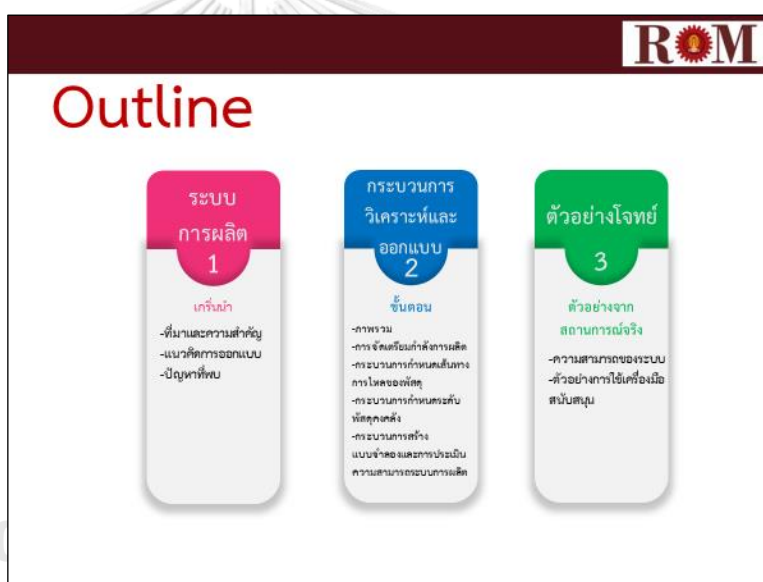 ROM
Outline
ระบบ
การผลิต
1
เกริ่นนำ
-ที่มาและความสำคัญ
-แนวคิดการออกแบบ
-ปัญหาที่พบ
กระบวนการ
วิเคราะห์และ
ออกแบบ
2
ขั้นตอน
-ภาพรวม
-การจัดเตรียมกำลังการผลิต
-กระบวนการกำหนดเส้นทาง
การไหลของพัสดุ
-กระบวนการกำหนดระดับ
พัสดุคงคลัง
-กระบวนการสร้าง
แบบจำลองและการประเมิน
ความสามารถระบบการผลิต
ตัวอย่างโจทย์
3
ตัวอย่างจาก
สถานการณ์จริง
-ความสามารถของระบบ
-ตัวอย่างการใช้เครื่องมือ
สนับสนุน